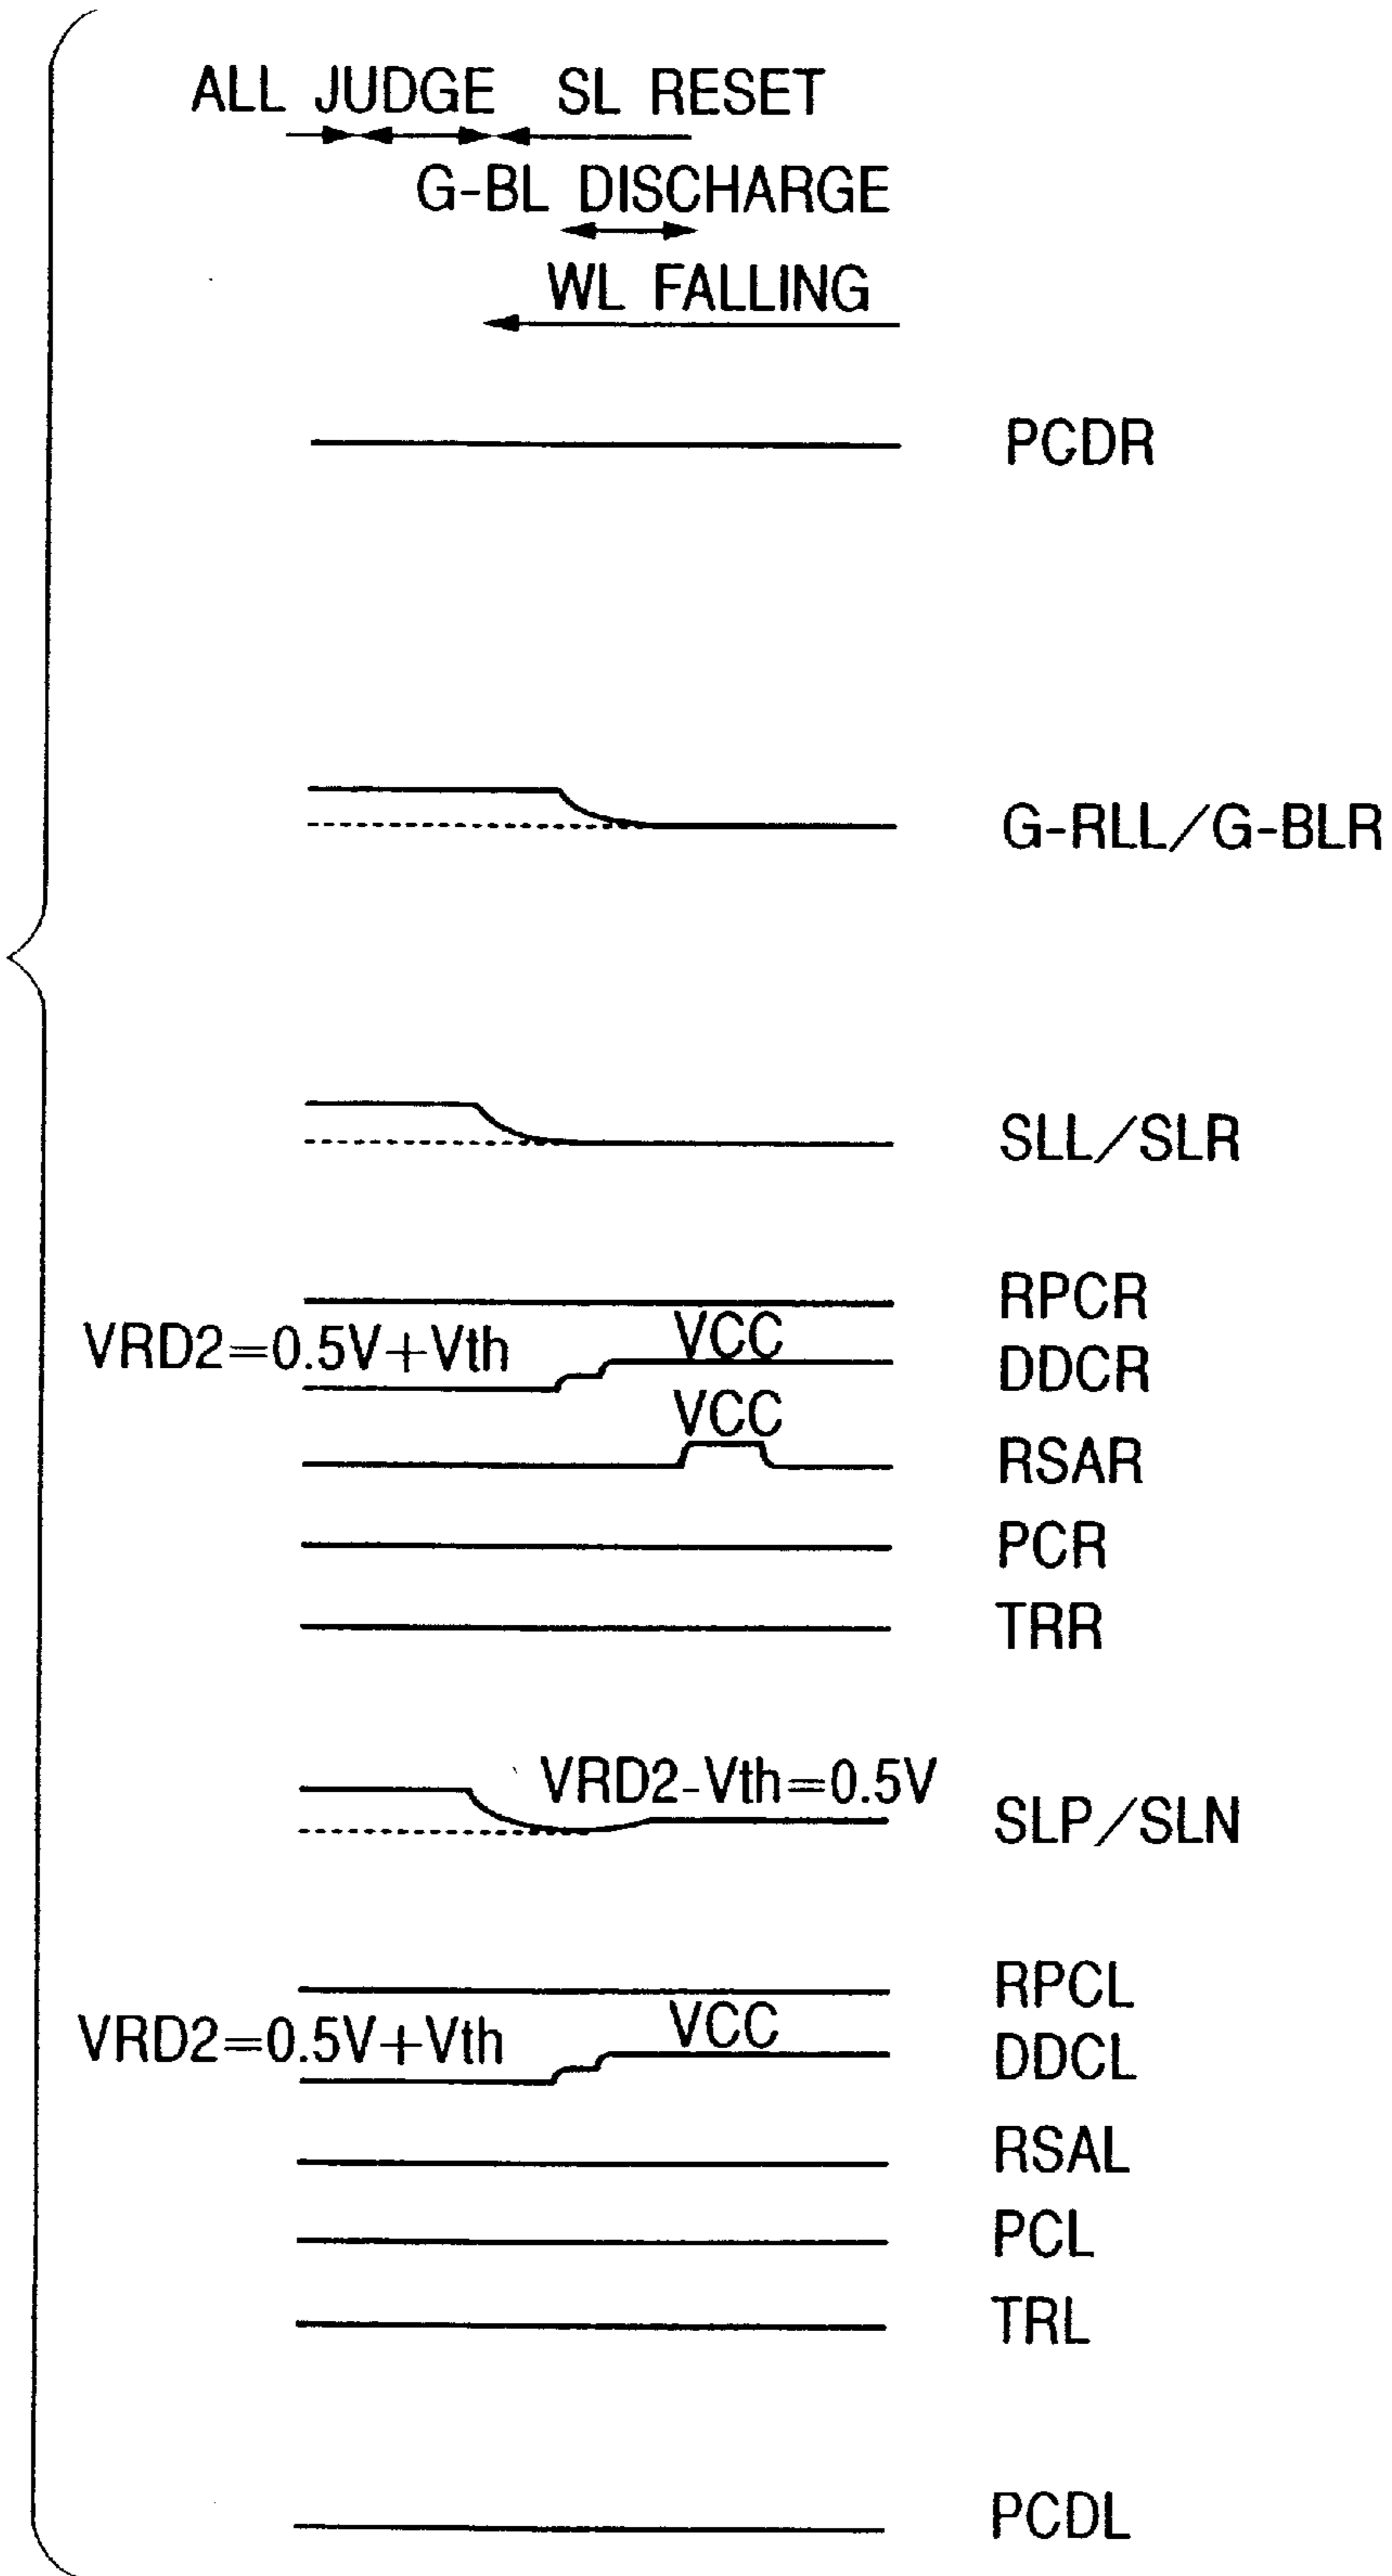 ALL JUDGE SL RESET
G-BL DISCHARGE
WL FALLING
PCDR
G-RLL/G-BLR
SLL/SLR
RPCR
VRD2=0.5V+Vth VCC DDCR
VCC RSAR
PCR
TRR
VRD2-Vth=0.5V SLP/SLN
RPCL
VRD2=0.5V+Vth VCC DDCL
RSAL
PCL
TRL
PCDL